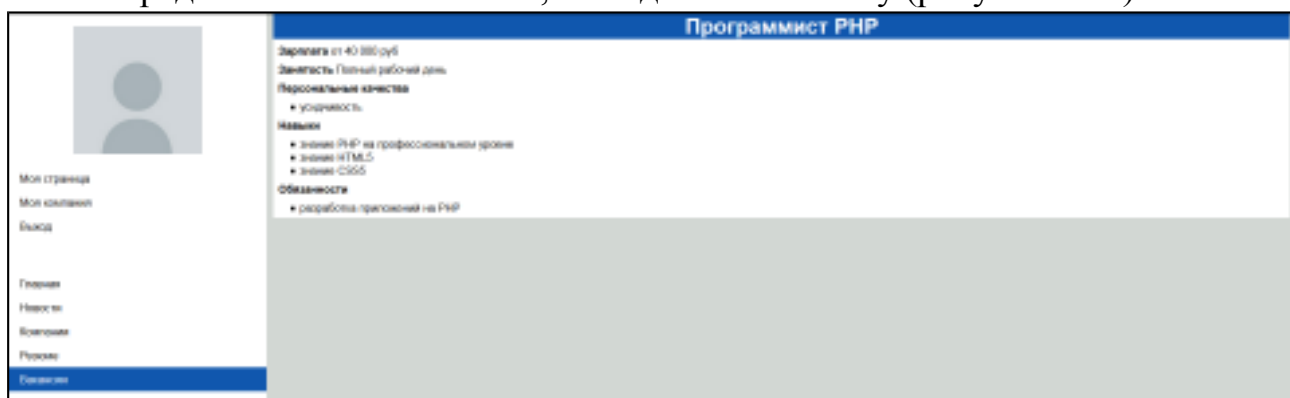 Программист PHP
Зарплата от 40 000 руб
Занятость Полный рабочий день
Персональные качества
• усидчивость
Навыки
• знание PHP на профессиональном уровне
• знание HTML5
• знание CSS5
Обязанности
• разработка приложений на PHP
Моя страница
Моя компания
Выход
Главная
Новости
Компании
Резюме
Вакансии